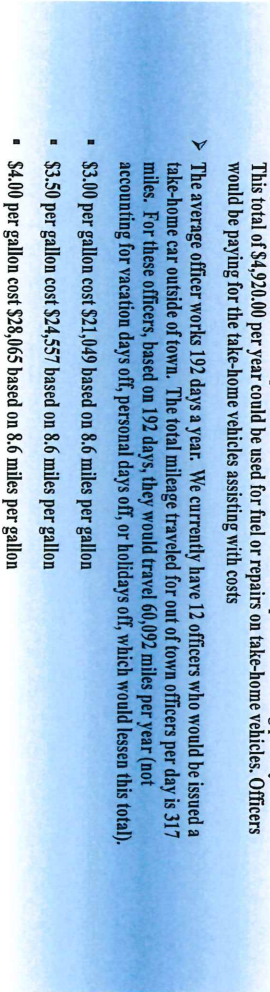 This total of $4,920.00 per year could be used for fuel or repairs on take-home vehicles. Officers
would be paying for the take-home vehicles assisting with costs
➢ The average officer works 192 days a year. We currently have 12 officers who would be issued a
take-home car outside of town. The total mileage traveled for out of town officers per day is 317
miles. For these officers, based on 192 days, they would travel 60,092 miles per year (not
accounting for vacation days off, personal days off, or holidays off, which would lessen this total).
▪ $3.00 per gallon cost $21,049 based on 8.6 miles per gallon
▪ $3.50 per gallon cost $24,557 based on 8.6 miles per gallon
▪ $4.00 per gallon cost $28,065 based on 8.6 miles per gallon